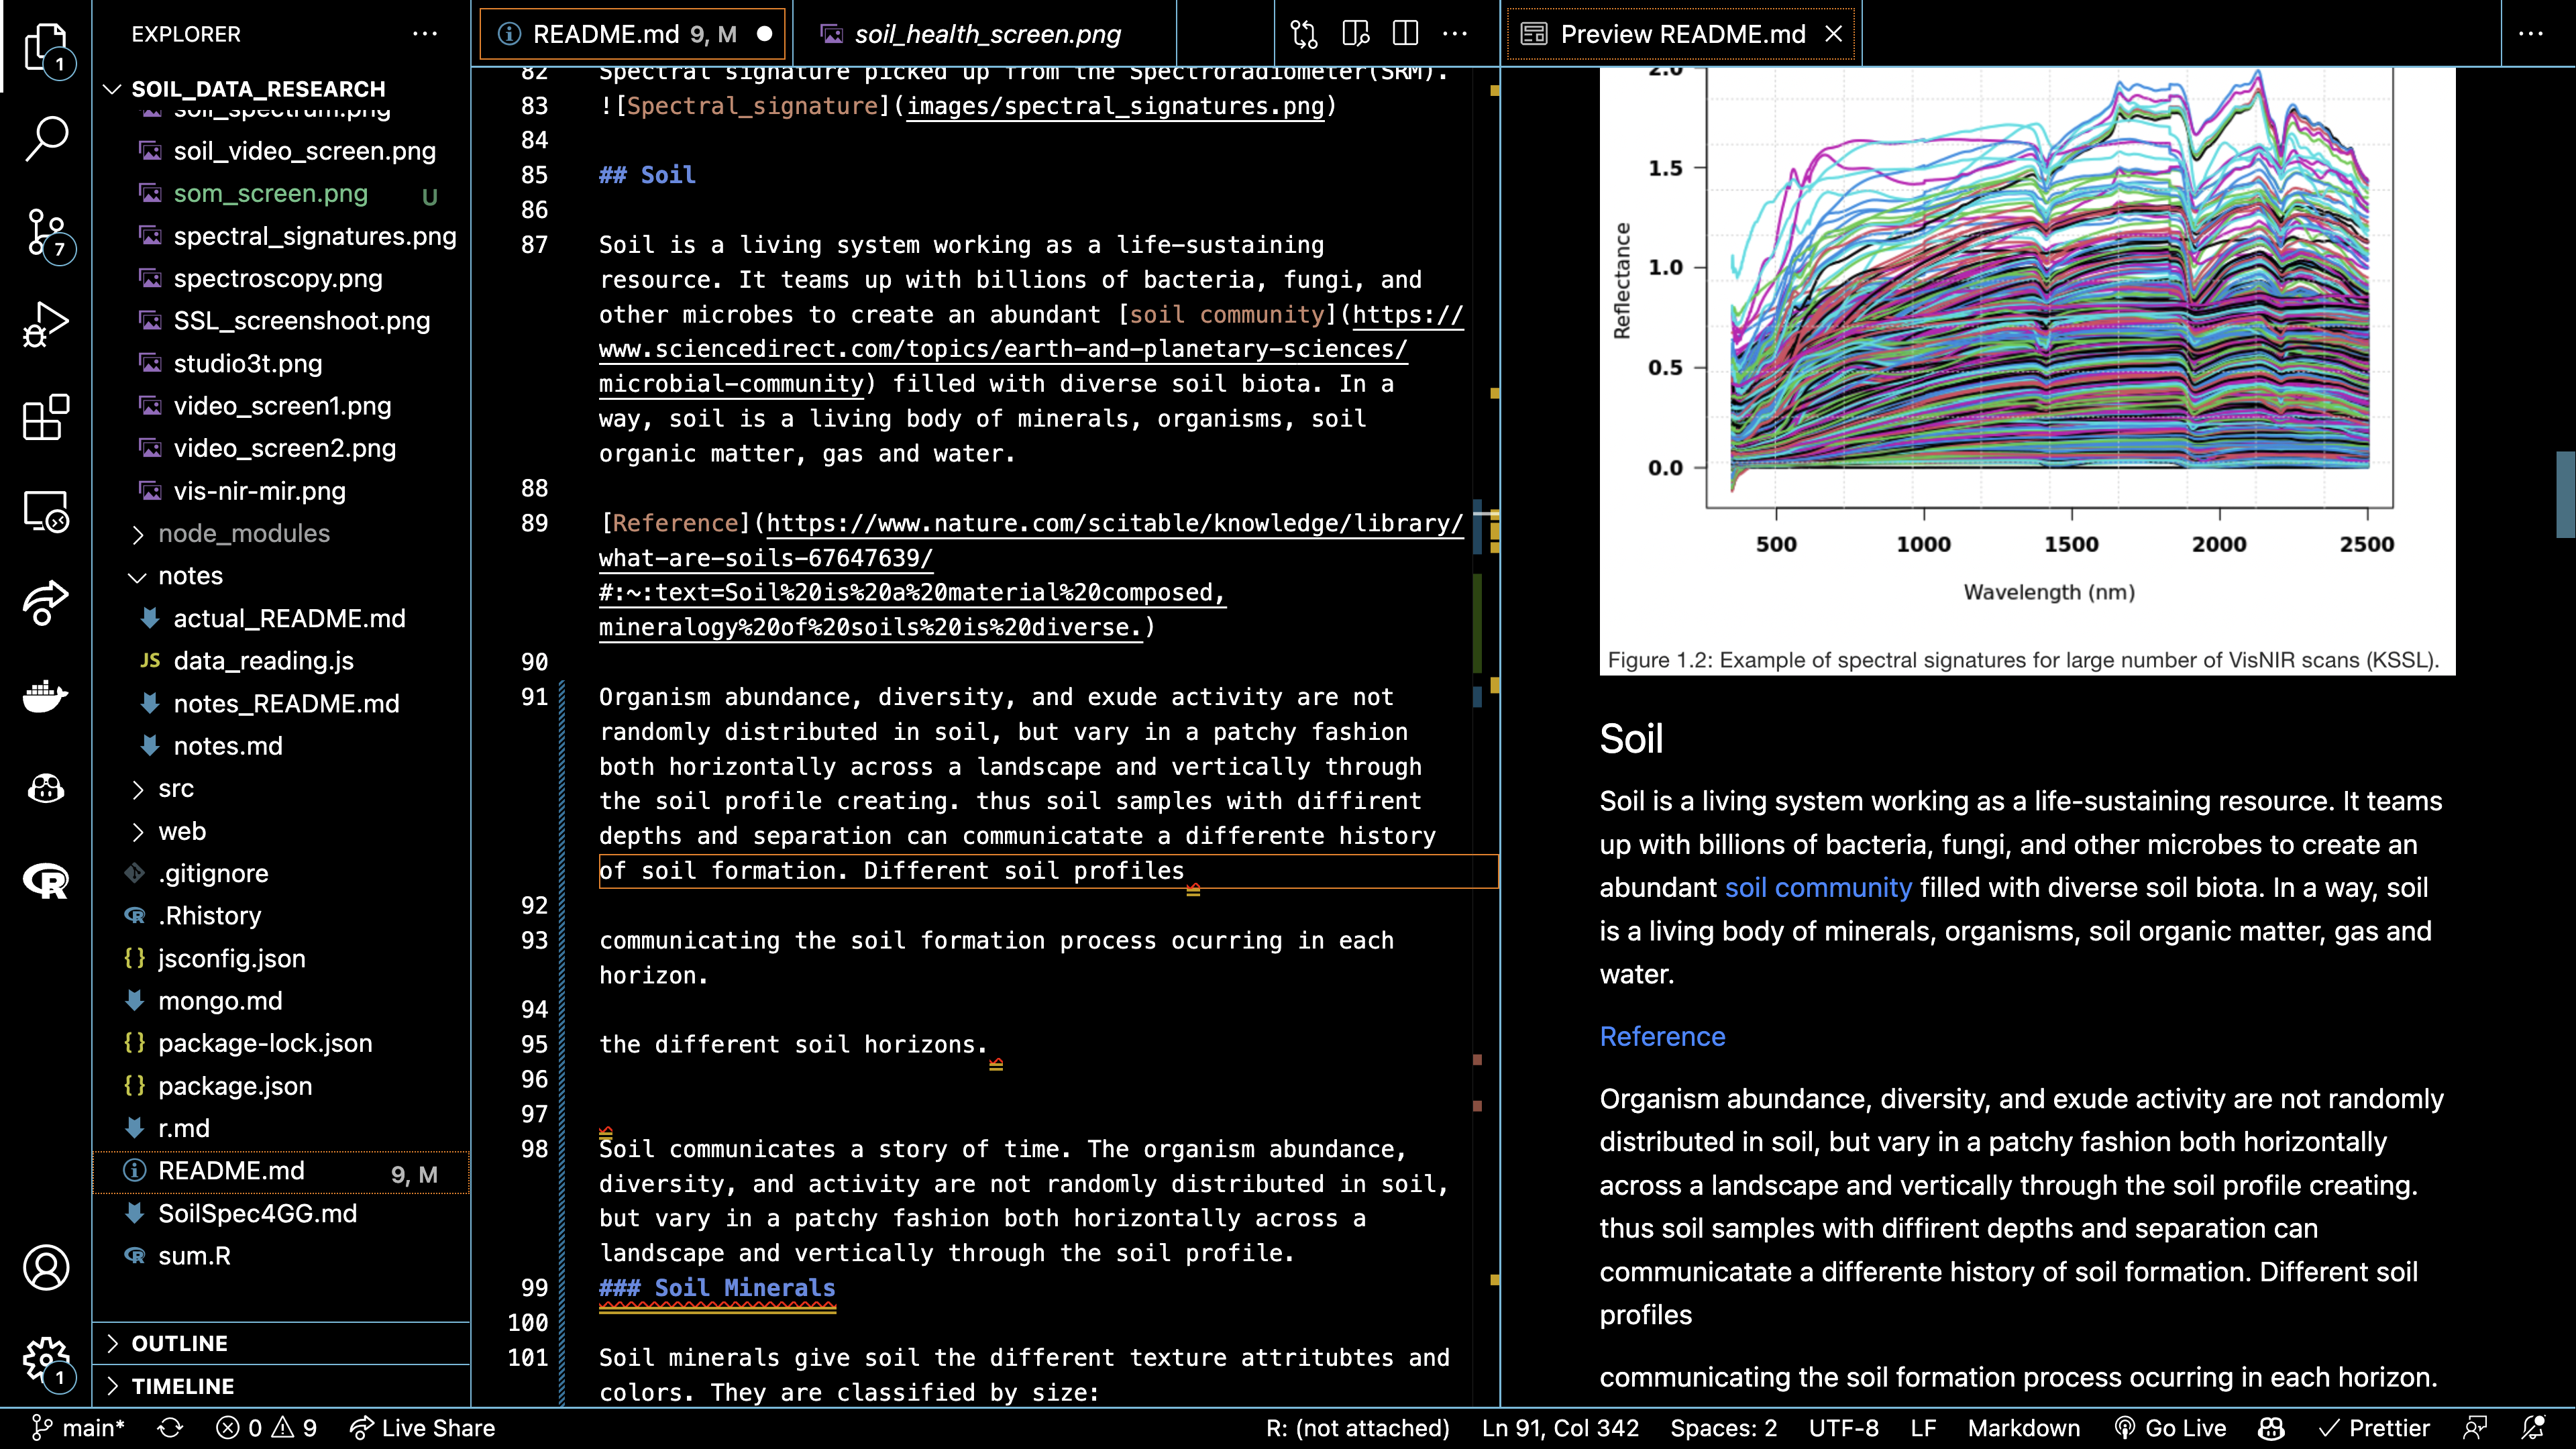 EXPLORER
SOIL_DATA_RESEARCH
soil_spectrum.png
soil_video_screen.png
som_screen.png U
spectral_signatures.png
spectroscopy.png
SSL_screenshoot.png
studio3t.png
video_screen1.png
video_screen2.png
vis-nir-mir.png
node_modules
notes
actual_README.md
JS data_reading.js
notes_README.md
notes.md
src
web
.gitignore
.Rhistory
{} jsconfig.json
mongo.md
{} package-lock.json
{} package.json
r.md
README.md 9, M
SoilSpec4GG.md
sum.R
OUTLINE
TIMELINE
1
7
1
README.md 9, M
soil_health_screen.png
82 Spectral signature picked up from the Spectroradiometer(SRM).
83 ![Spectral_signature](images/spectral_signatures.png)
84
85 ## Soil
86
87 Soil is a living system working as a life-sustaining
resource. It teams up with billions of bacteria, fungi, and
other microbes to create an abundant [soil community](https://
www.sciencedirect.com/topics/earth-and-planetary-sciences/
microbial-community) filled with diverse soil biota. In a
way, soil is a living body of minerals, organisms, soil
organic matter, gas and water.
88
89 [Reference](https://www.nature.com/scitable/knowledge/library/
what-are-soils-67647639/
#:~:text=Soil%20is%20a%20material%20composed,
mineralogy%20of%20soils%20is%20diverse.)
90
91 Organism abundance, diversity, and exude activity are not
randomly distributed in soil, but vary in a patchy fashion
both horizontally across a landscape and vertically through
the soil profile creating. thus soil samples with diffirent
depths and separation can communicatate a differente history
of soil formation. Different soil profiles
92
93 communicating the soil formation process ocurring in each
horizon.
94
95 the different soil horizons.
96
97
98 Soil communicates a story of time. The organism abundance,
diversity, and activity are not randomly distributed in soil,
but vary in a patchy fashion both horizontally across a
landscape and vertically through the soil profile.
99 ### Soil Minerals
100
101 Soil minerals give soil the different texture attritubtes and
colors. They are classified by size:
Preview README.md
2.0
1.5
1.0
0.5
0.0
Reflectance
500 1000 1500 2000 2500
Wavelength (nm)
Figure 1.2: Example of spectral signatures for large number of VisNIR scans (KSSL).
Soil
Soil is a living system working as a life-sustaining resource. It teams
up with billions of bacteria, fungi, and other microbes to create an
abundant soil community filled with diverse soil biota. In a way, soil
is a living body of minerals, organisms, soil organic matter, gas and
water.
Reference
Organism abundance, diversity, and exude activity are not randomly
distributed in soil, but vary in a patchy fashion both horizontally
across a landscape and vertically through the soil profile creating.
thus soil samples with diffirent depths and separation can
communicatate a differente history of soil formation. Different soil
profiles
communicating the soil formation process ocurring in each horizon.
main* 0 9 Live Share R: (not attached) Ln 91, Col 342 Spaces: 2 UTF-8 LF Markdown Go Live Prettier